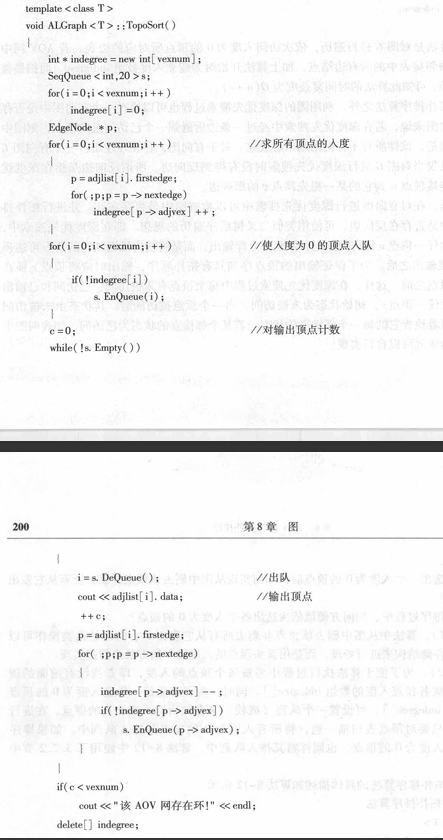 template < class T >
void ALGraph < T > ::TopoSort( )
{
int * indegree = new int[ vexnum ];
SeqQueue < int,20 > s;
for( i = 0; i < vexnum; i ++ )
indegree[ i ] = 0;
EdgeNode * p;
for( i = 0; i < vexnum; i ++ ) //求所有顶点的入度
{
p = adjlist[ i ]. firstedge;
for( ; p; p = p -> nextedge)
indegree[ p -> adjvex ] ++ ;
}
for( i = 0; i < vexnum; i ++ ) //使入度为 0 的顶点入队
{
if( ! indegree[ i ])
s. EnQueue( i );
}
c = 0; //对输出顶点计数
while( ! s. Empty( ) )
200 第 8 章 图
{
i = s. DeQueue( ); //出队
cout << adjlist[ i ]. data; //输出顶点
++ c;
p = adjlist[ i ]. firstedge;
for( ; p; p = p -> nextedge)
{
indegree[ p -> adjvex ] -- ;
if( ! indegree[ p -> adjvex ])
s. EnQueue( p -> adjvex );
}
}
if( c < vexnum)
cout << "该 AOV 网存在环!" << endl;
delete[ ] indegree;